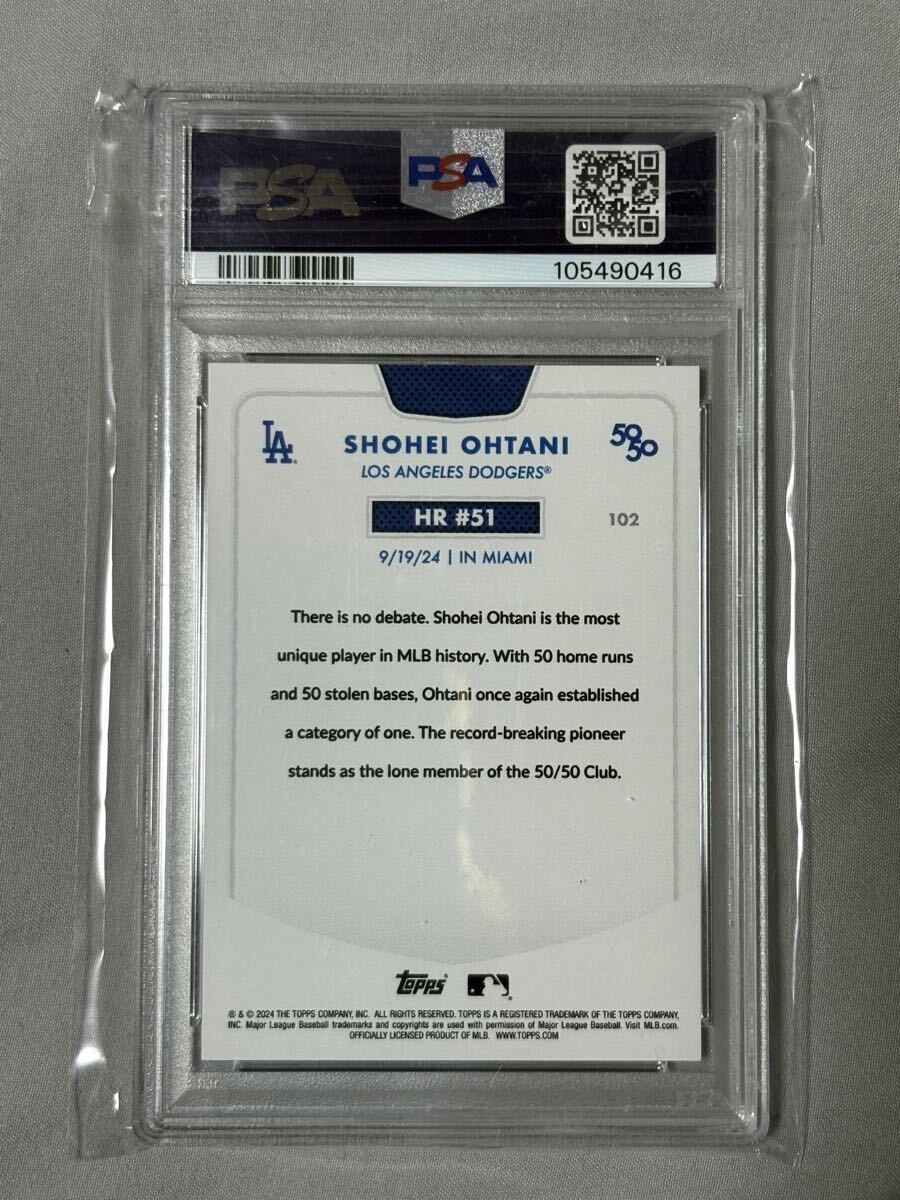 PSA
PSA
105490416
LA
SHOHEI OHTANI
50/50
LOS ANGELES DODGERS®
HR #51
102
9/19/24 | IN MIAMI
There is no debate. Shohei Ohtani is the most
unique player in MLB history. With 50 home runs
and 50 stolen bases, Ohtani once again established
a category of one. The record-breaking pioneer
stands as the lone member of the 50/50 Club.
topps
® & © 2024 THE TOPPS COMPANY, INC. ALL RIGHTS RESERVED. TOPPS IS A REGISTERED TRADEMARK OF THE TOPPS COMPANY,
INC. Major League Baseball trademarks and copyrights are used with permission of Major League Baseball. Visit MLB.com.
OFFICIALLY LICENSED PRODUCT OF MLB. WWW.TOPPS.COM